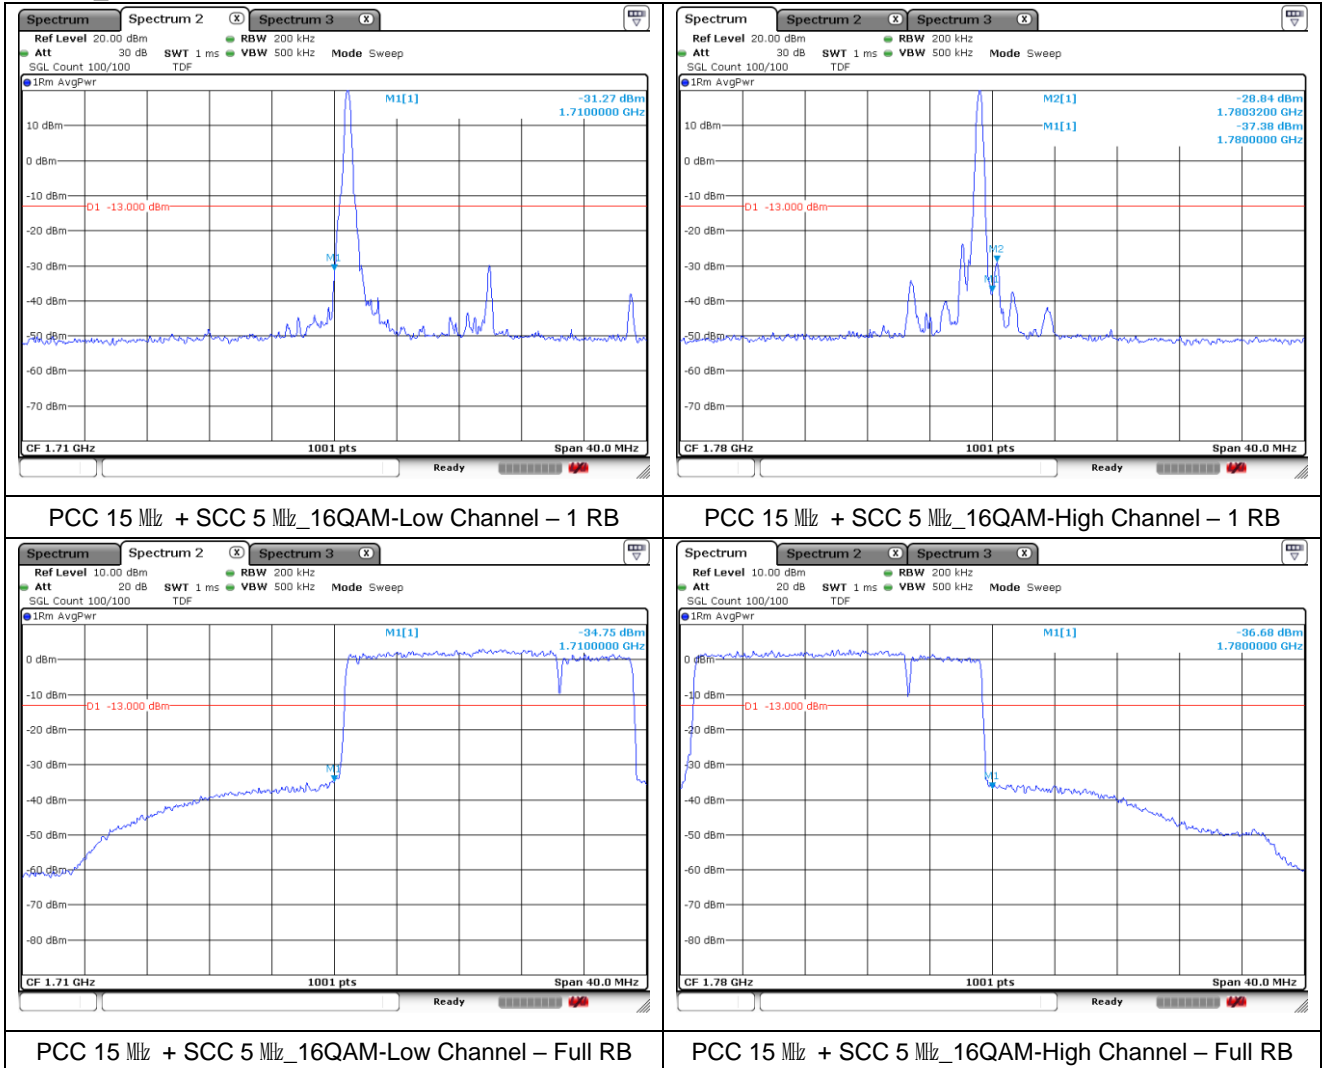 Spectrum Spectrum 2 X Spectrum 3 X
Ref Level 20.00 dBm RBW 200 kHz
Att 30 dB SWT 1 ms VBW 500 kHz Mode Sweep
SGL Count 100/100 TDF
1Rm AvgPwr
M1[1] -31.27 dBm
1.7100000 GHz
10 dBm
0 dBm
-10 dBm
D1 -13.000 dBm
-20 dBm
M1
-30 dBm
-40 dBm
-50 dBm
-60 dBm
-70 dBm
CF 1.71 GHz 1001 pts Span 40.0 MHz
Ready
PCC 15 ㎒ + SCC 5 ㎒_16QAM-Low Channel – 1 RB
Spectrum Spectrum 2 X Spectrum 3 X
Ref Level 20.00 dBm RBW 200 kHz
Att 30 dB SWT 1 ms VBW 500 kHz Mode Sweep
SGL Count 100/100 TDF
1Rm AvgPwr
M2[1] -28.84 dBm
1.7803200 GHz
M1[1] -37.38 dBm
1.7800000 GHz
10 dBm
0 dBm
-10 dBm
D1 -13.000 dBm
-20 dBm
M2
-30 dBm
M1
-40 dBm
-50 dBm
-60 dBm
-70 dBm
CF 1.78 GHz 1001 pts Span 40.0 MHz
Ready
PCC 15 ㎒ + SCC 5 ㎒_16QAM-High Channel – 1 RB
Spectrum Spectrum 2 X Spectrum 3 X
Ref Level 10.00 dBm RBW 200 kHz
Att 20 dB SWT 1 ms VBW 500 kHz Mode Sweep
SGL Count 100/100 TDF
1Rm AvgPwr
M1[1] -34.75 dBm
1.7100000 GHz
0 dBm
-10 dBm
D1 -13.000 dBm
-20 dBm
-30 dBm
M1
-40 dBm
-50 dBm
-60 dBm
-70 dBm
-80 dBm
CF 1.71 GHz 1001 pts Span 40.0 MHz
Ready
PCC 15 ㎒ + SCC 5 ㎒_16QAM-Low Channel – Full RB
Spectrum Spectrum 2 X Spectrum 3 X
Ref Level 10.00 dBm RBW 200 kHz
Att 20 dB SWT 1 ms VBW 500 kHz Mode Sweep
SGL Count 100/100 TDF
1Rm AvgPwr
M1[1] -36.68 dBm
1.7800000 GHz
0 dBm
-10 dBm
D1 -13.000 dBm
-20 dBm
-30 dBm
M1
-40 dBm
-50 dBm
-60 dBm
-70 dBm
-80 dBm
CF 1.78 GHz 1001 pts Span 40.0 MHz
Ready
PCC 15 ㎒ + SCC 5 ㎒_16QAM-High Channel – Full RB